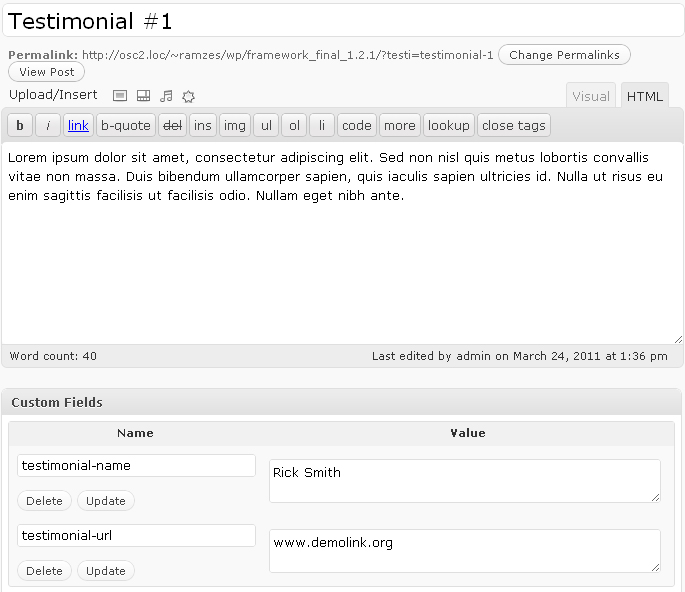 Testimonial #1
Permalink: http://osc2.loc/~ramzes/wp/framework_final_1.2.1/?testi=testimonial-1 Change Permalinks
View Post
Upload/Insert Visual HTML
b i link b-quote del ins img ul ol li code more lookup close tags
Lorem ipsum dolor sit amet, consectetur adipiscing elit. Sed non nisl quis metus lobortis convallis
vitae non massa. Duis bibendum ullamcorper sapien, quis iaculis sapien ultricies id. Nulla ut risus eu
enim sagittis facilisis ut facilisis odio. Nullam eget nibh ante.
Word count: 40 Last edited by admin on March 24, 2011 at 1:36 pm
Custom Fields
Name Value
testimonial-name Rick Smith
Delete Update
testimonial-url www.demolink.org
Delete Update